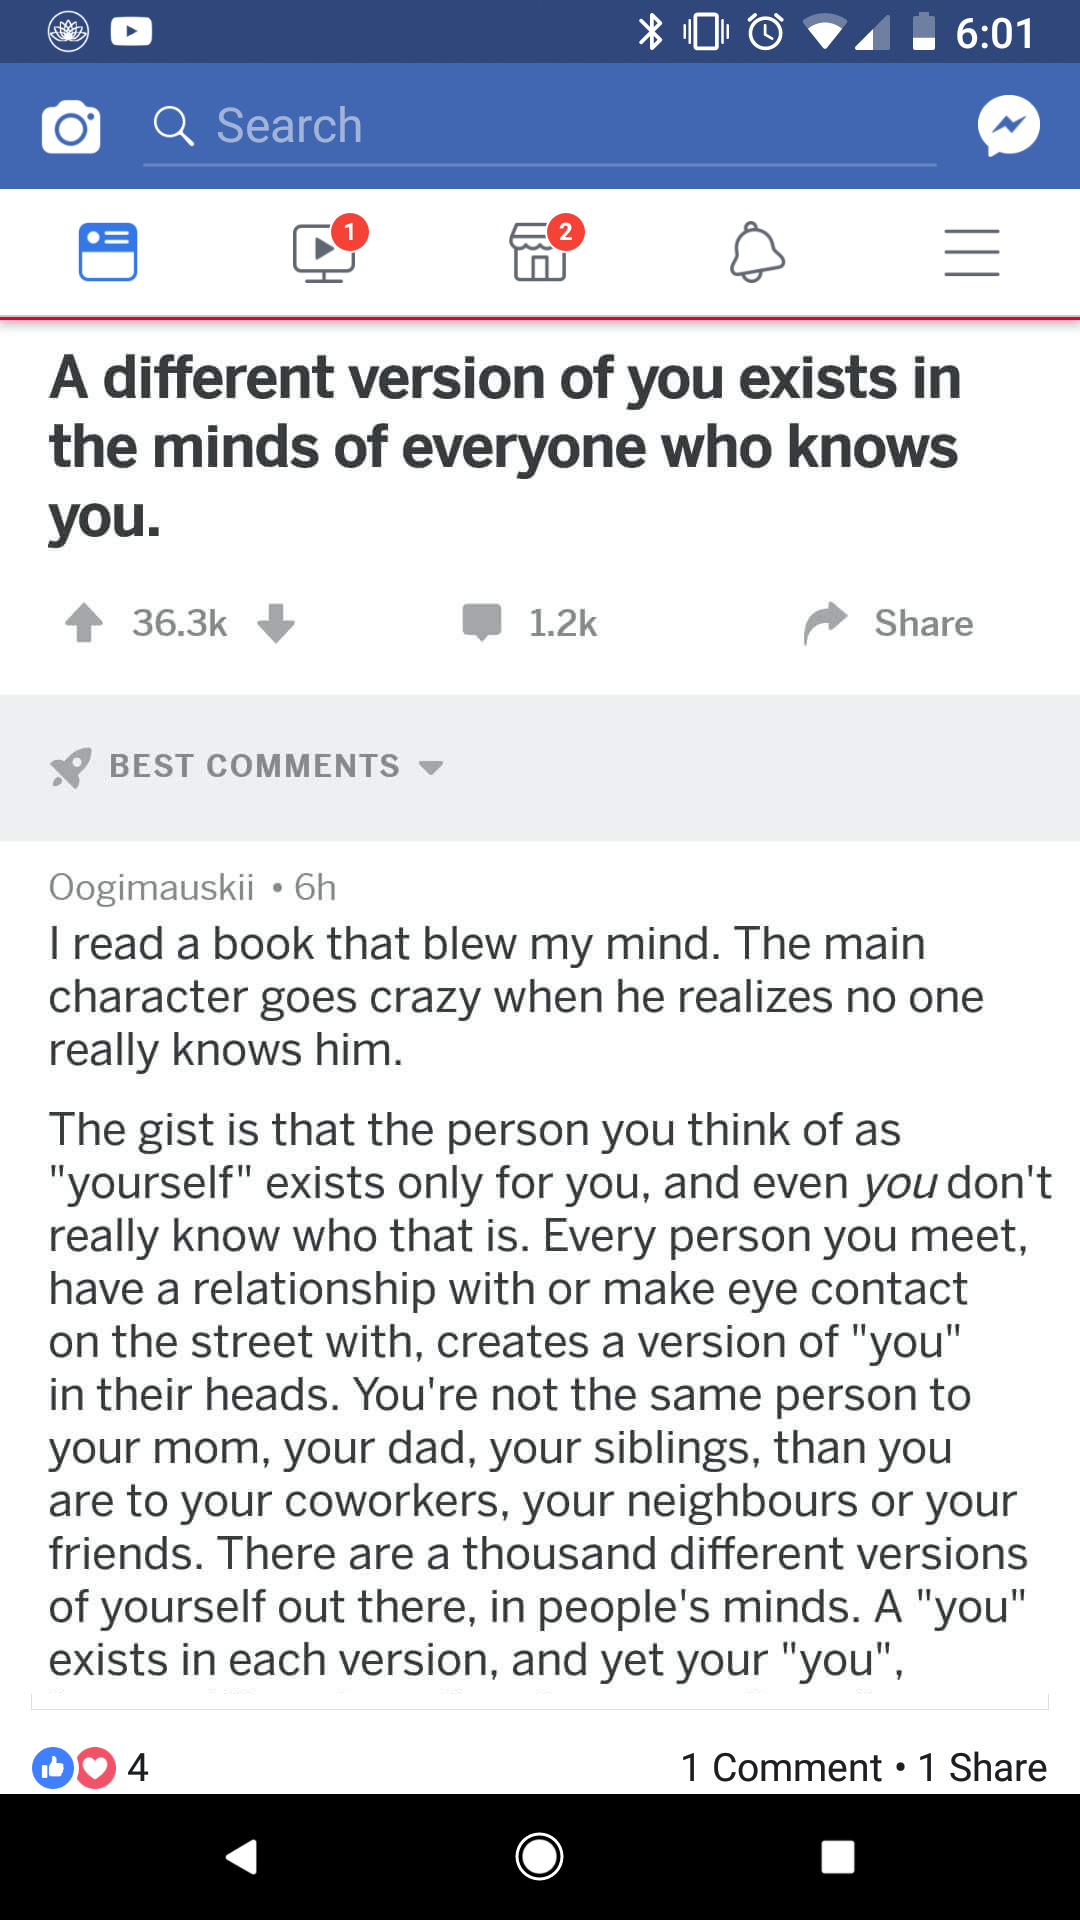 6:01
Search
1
2
A different version of you exists in
the minds of everyone who knows
you.
36.3k
1.2k
Share
BEST COMMENTS
Oogimauskii • 6h
I read a book that blew my mind. The main
character goes crazy when he realizes no one
really knows him.
The gist is that the person you think of as
"yourself" exists only for you, and even you don't
really know who that is. Every person you meet,
have a relationship with or make eye contact
on the street with, creates a version of "you"
in their heads. You're not the same person to
your mom, your dad, your siblings, than you
are to your coworkers, your neighbours or your
friends. There are a thousand different versions
of yourself out there, in people's minds. A "you"
exists in each version, and yet your "you",
4
1 Comment • 1 Share